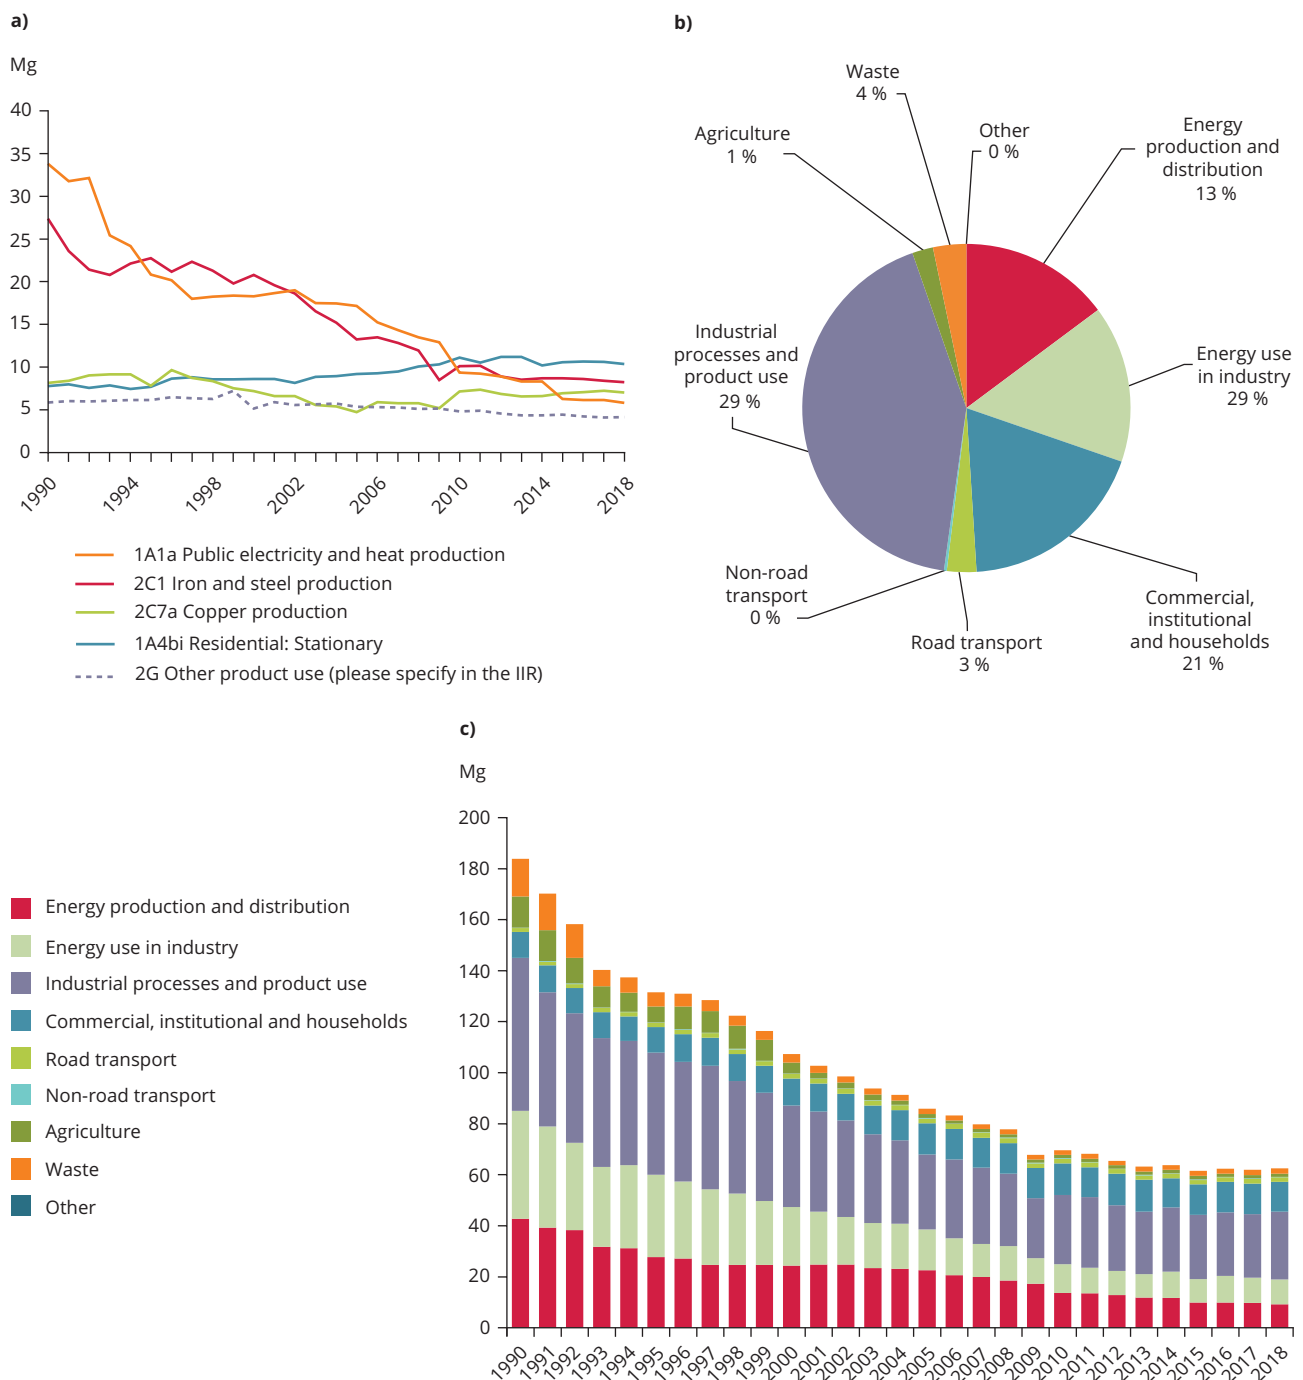 a)
Mg
40
35
30
25
20
15
10
5
0
1990
1994
1998
2002
2006
2010
2014
2018
1A1a Public electricity and heat production
2C1 Iron and steel production
2C7a Copper production
1A4bi Residential: Stationary
2G Other product use (please specify in the IIR)
b)
Waste
4 %
Other
0 %
Agriculture
1 %
Energy
production and
distribution
13 %
Industrial
processes and
product use
29 %
Energy use
in industry
29 %
Non-road
transport
0 %
Road transport
3 %
Commercial,
institutional
and households
21 %
c)
Mg
200
180
160
140
120
100
80
60
40
20
0
1990
1991
1992
1993
1994
1995
1996
1997
1998
1999
2000
2001
2002
2003
2004
2005
2006
2007
2008
2009
2010
2011
2012
2013
2014
2015
2016
2017
2018
Energy production and distribution
Energy use in industry
Industrial processes and product use
Commercial, institutional and households
Road transport
Non-road transport
Agriculture
Waste
Other